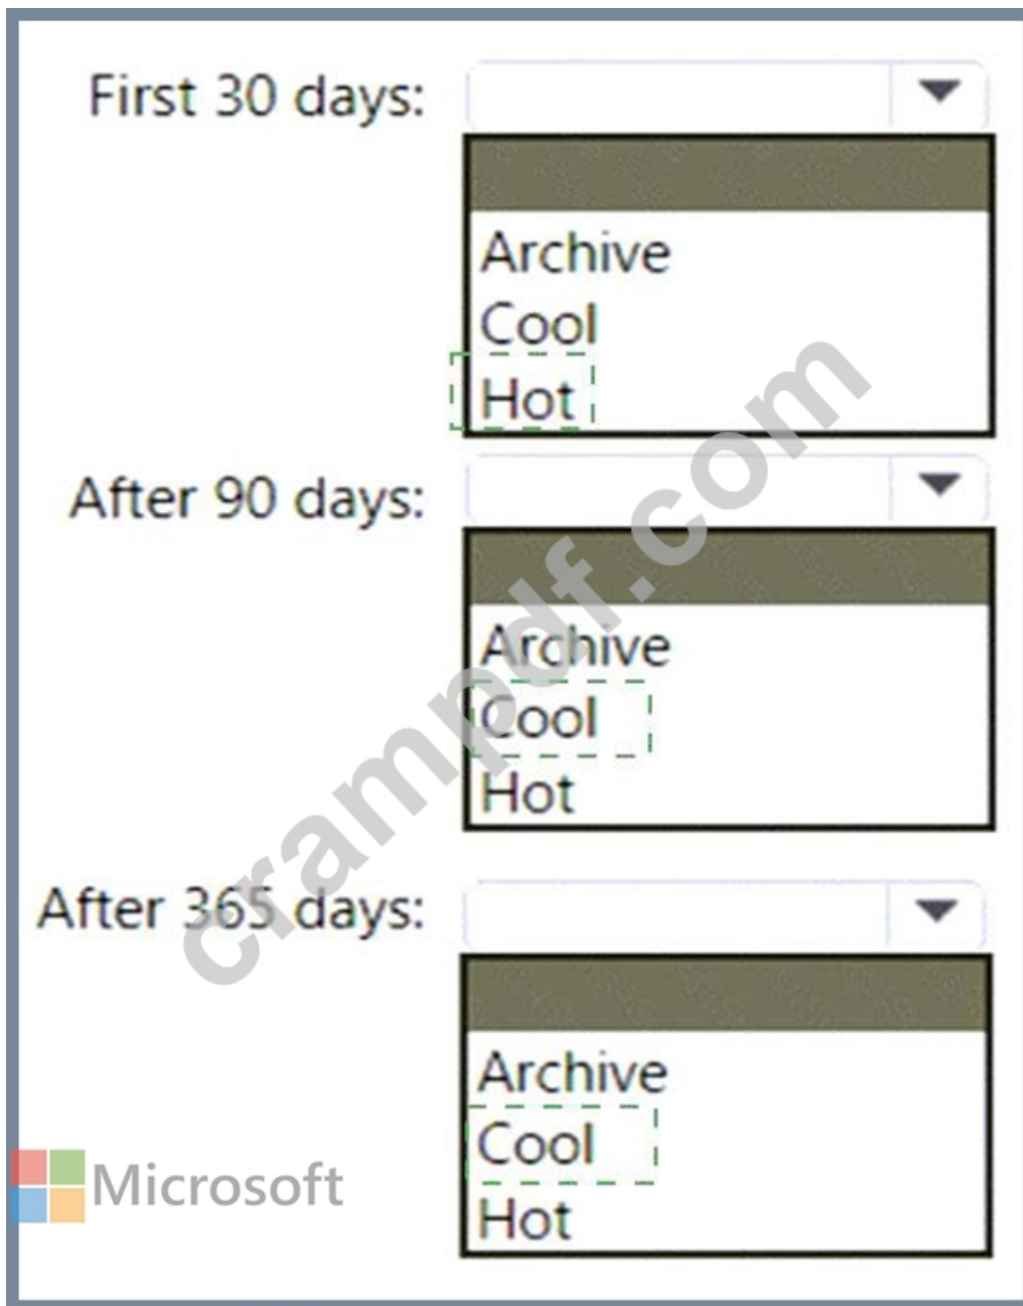 First 30 days:
Archive
Cool
Hot
After 90 days:
Archive
Cool
Hot
After 365 days:
Archive
Cool
Hot
Microsoft
crampdf.com